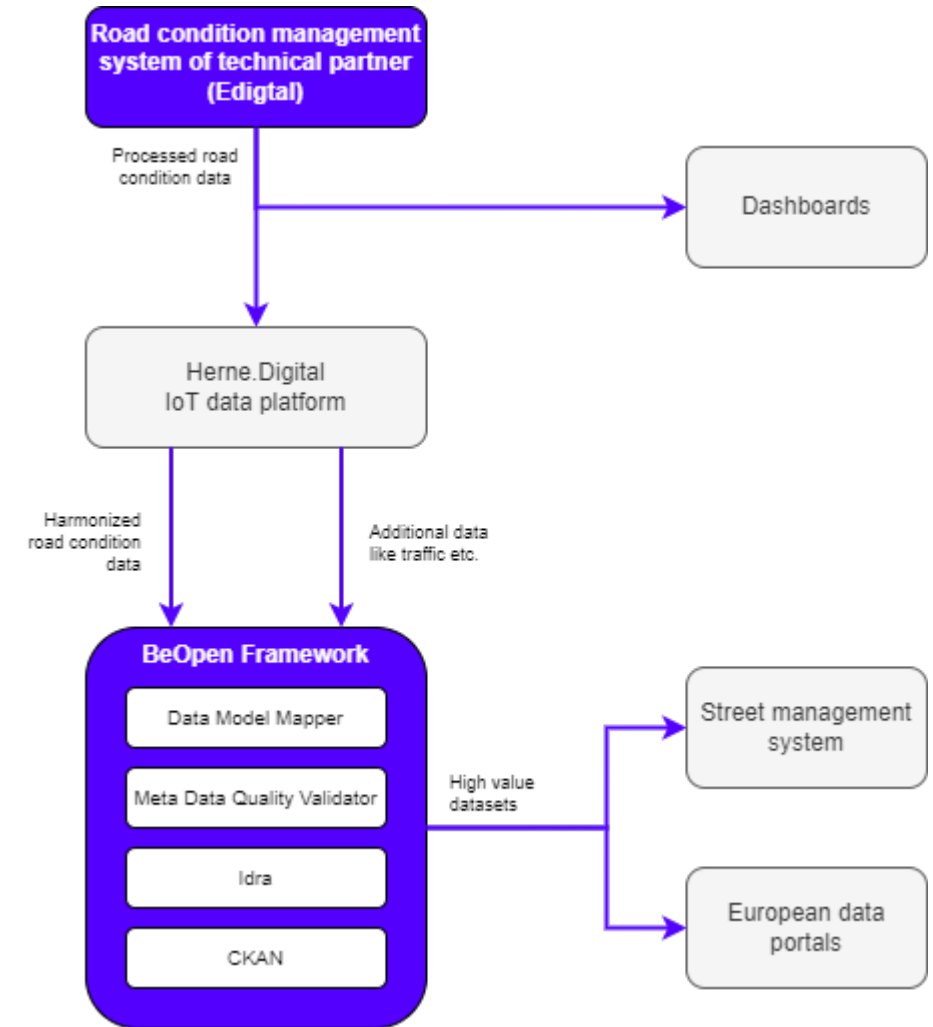 Road condition management
system of technical partner
(Edigtal)
Processed road
condition data
Dashboards
Herne.Digital
IoT data platform
Harmonized
road condition
data
Additional data
like traffic etc.
BeOpen Framework
Data Model Mapper
Meta Data Quality Validator
Idra
CKAN
High value
datasets
Street management
system
European data
portals